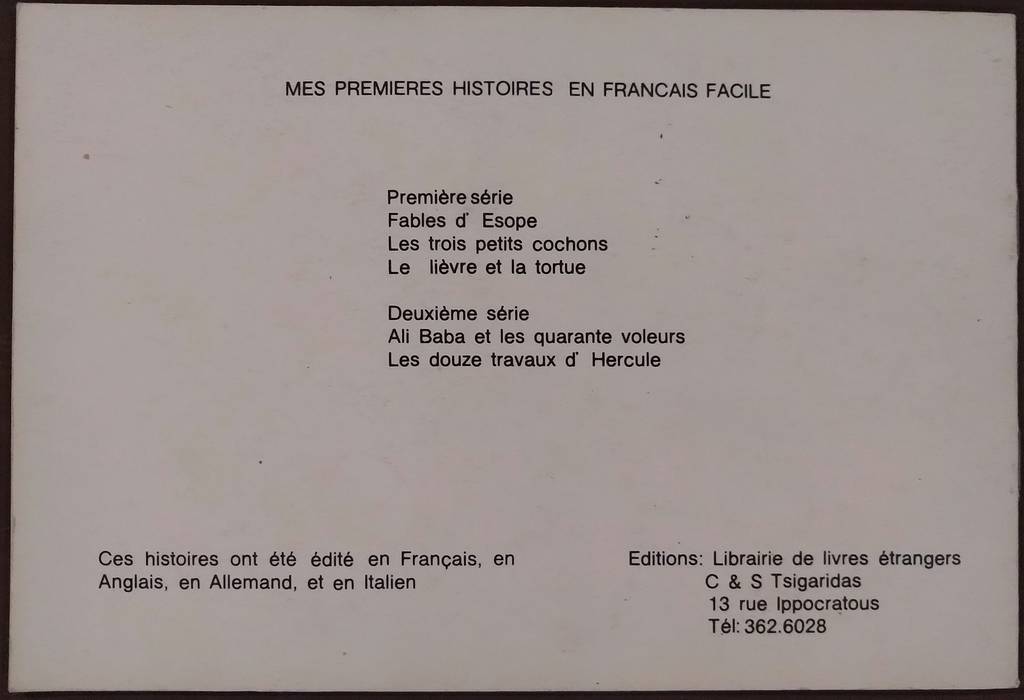 MES PREMIERES HISTOIRES EN FRANCAIS FACILE
Première série
Fables d' Esope
Les trois petits cochons
Le lièvre et la tortue
Deuxième série
Ali Baba et les quarante voleurs
Les douze travaux d' Hercule
Ces histoires ont été édité en Français, en
Anglais, en Allemand, et en Italien
Editions: Librairie de livres étrangers
C & S Tsigaridas
13 rue Ippocratous
Tél: 362.6028